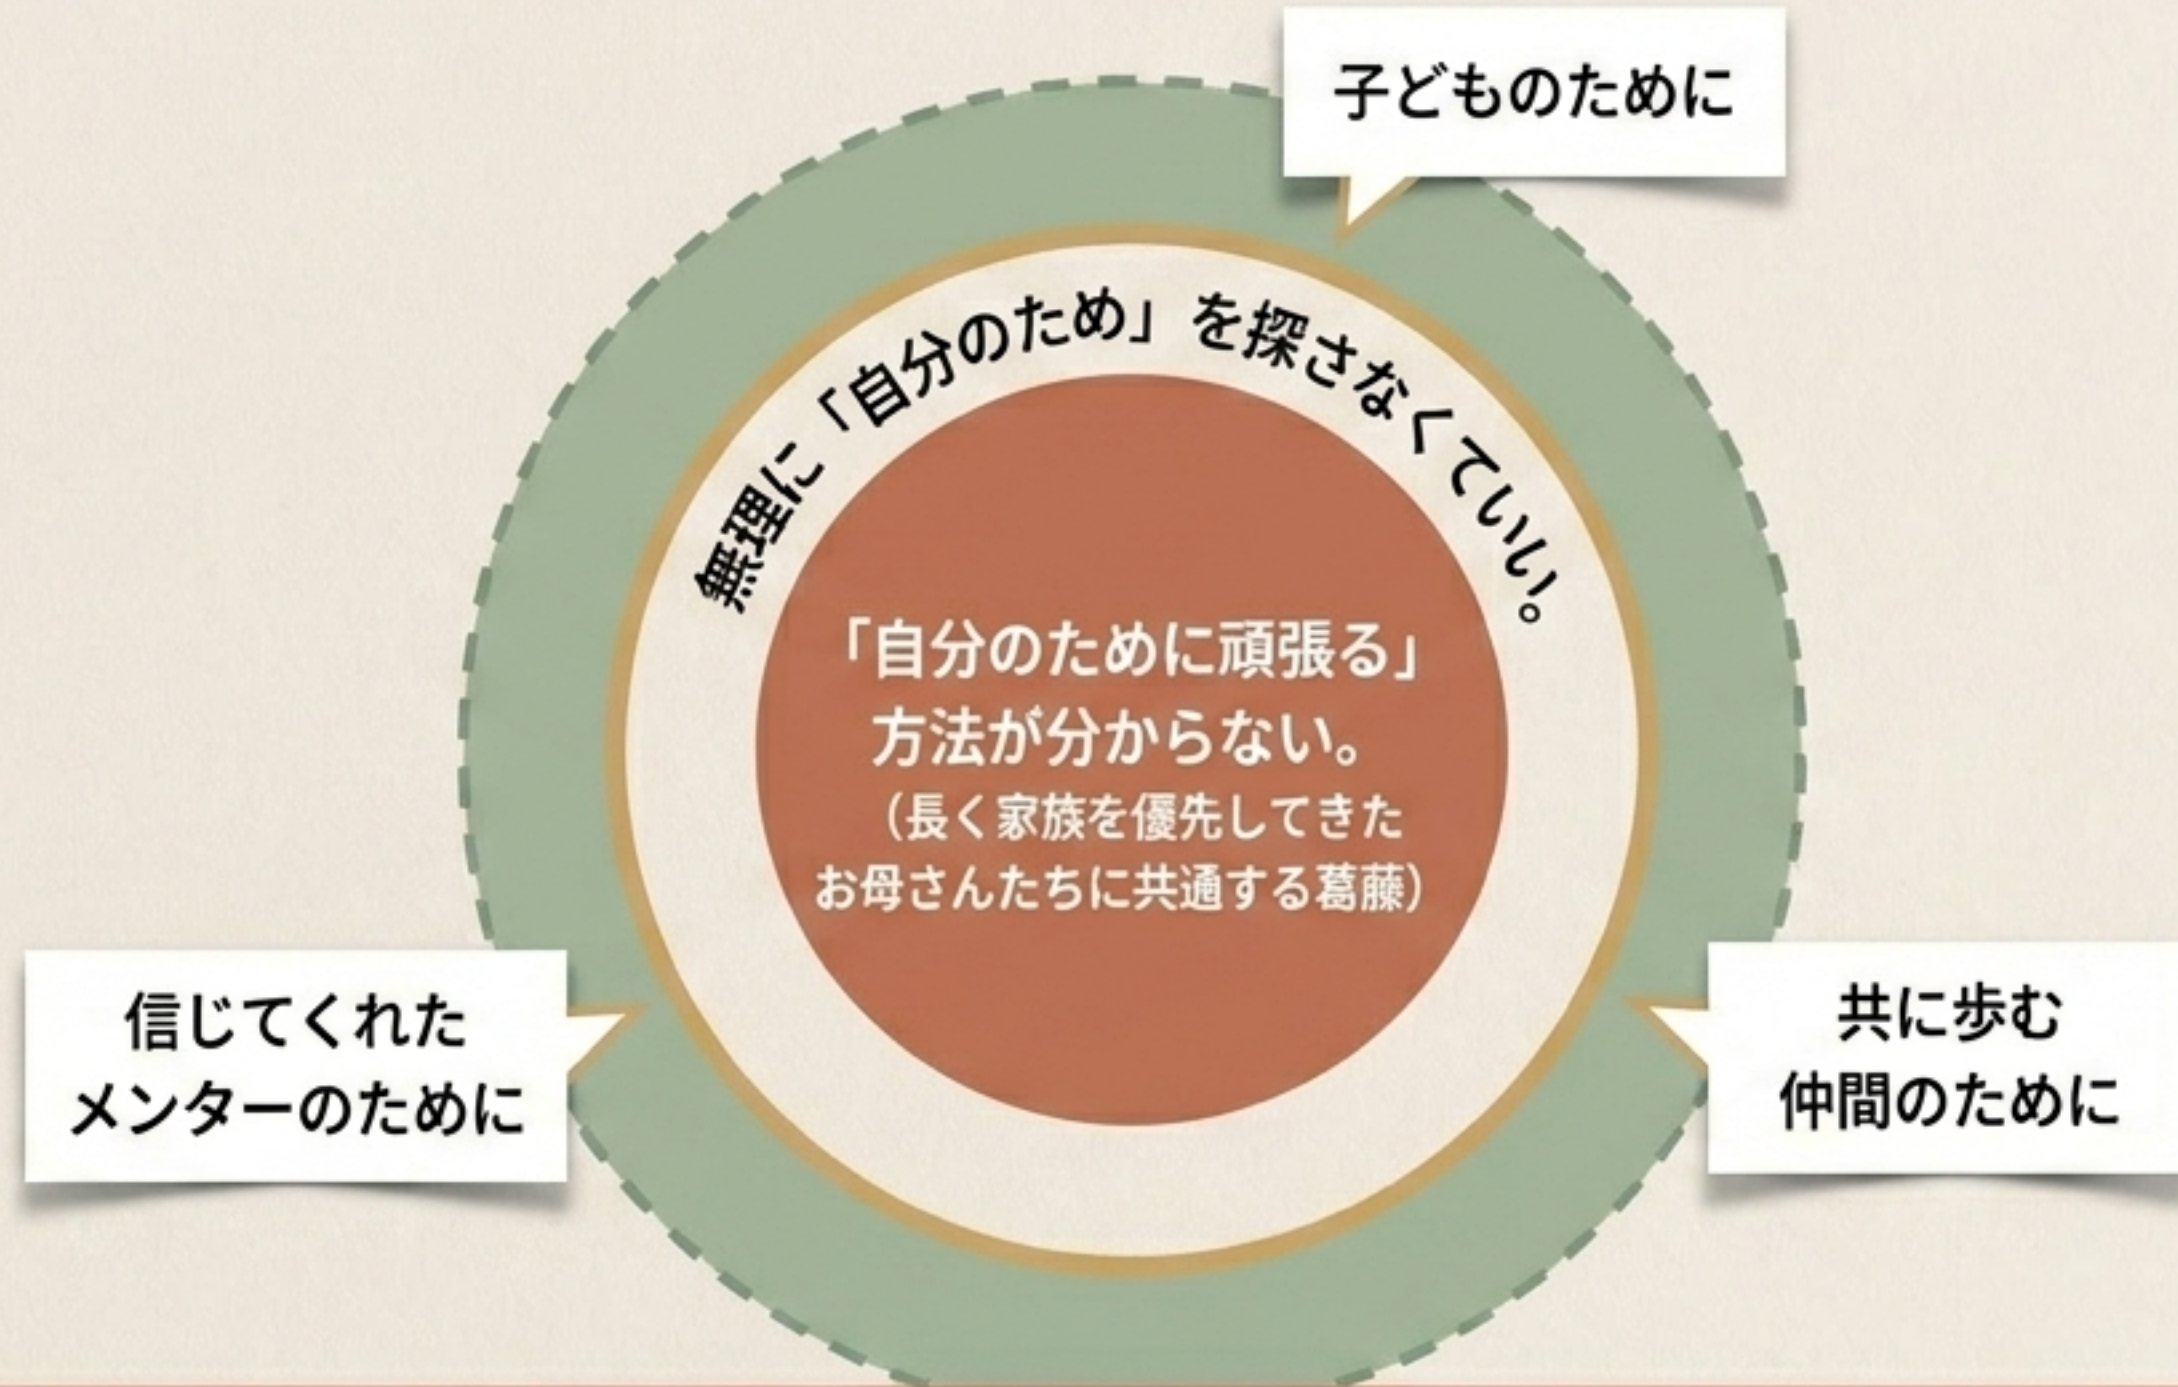 子どものために
無理に「自分のため」を探さなくていい。
「自分のために頑張る」
方法が分からない。
（長く家族を優先してきた
お母さんたちに共通する葛藤）
信じてくれた
メンターのために
共に歩む
仲間のために